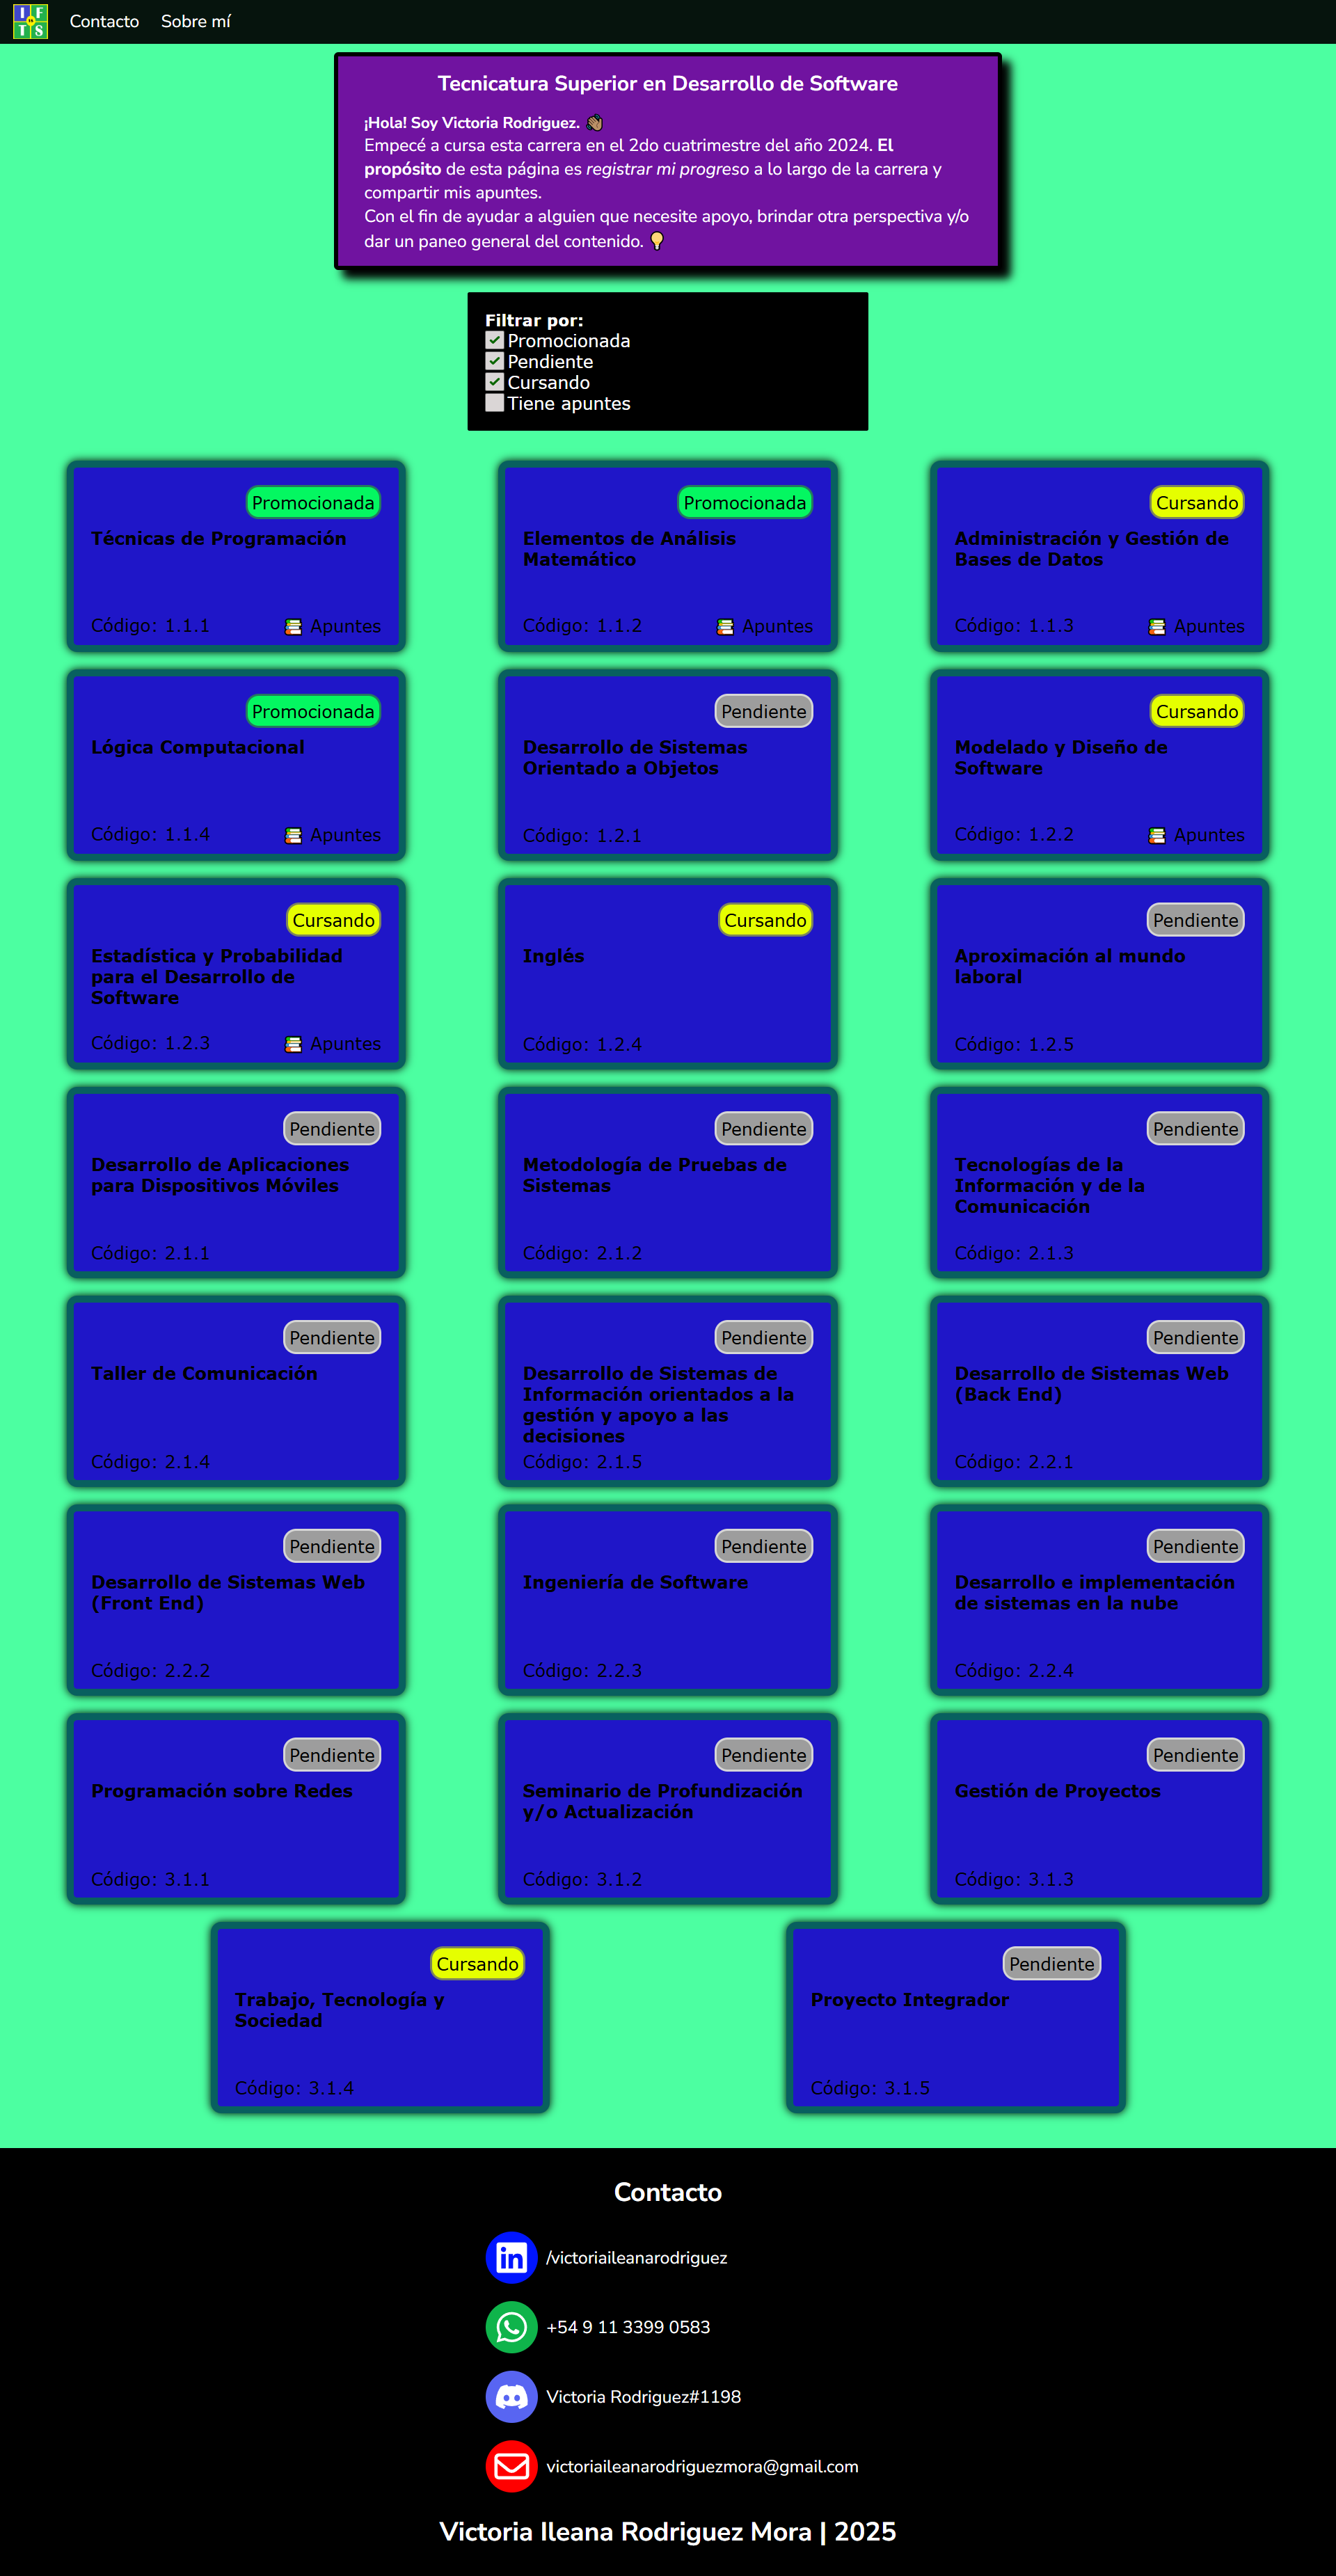 I F
T S
Contacto
Sobre mí
Tecnicatura Superior en Desarrollo de Software
¡Hola! Soy Victoria Rodriguez. 👋🏽
Empecé a cursa esta carrera en el 2do cuatrimestre del año 2024. El
propósito de esta página es registrar mi progreso a lo largo de la carrera y
compartir mis apuntes.
Con el fin de ayudar a alguien que necesite apoyo, brindar otra perspectiva y/o
dar un paneo general del contenido. 💡
Filtrar por:
Promocionada
Pendiente
Cursando
Tiene apuntes
Promocionada
Técnicas de Programación
Código: 1.1.1
📚 Apuntes
Promocionada
Elementos de Análisis
Matemático
Código: 1.1.2
📚 Apuntes
Cursando
Administración y Gestión de
Bases de Datos
Código: 1.1.3
📚 Apuntes
Promocionada
Lógica Computacional
Código: 1.1.4
📚 Apuntes
Pendiente
Desarrollo de Sistemas
Orientado a Objetos
Código: 1.2.1
Cursando
Modelado y Diseño de
Software
Código: 1.2.2
📚 Apuntes
Cursando
Estadística y Probabilidad
para el Desarrollo de
Software
Código: 1.2.3
📚 Apuntes
Cursando
Inglés
Código: 1.2.4
Pendiente
Aproximación al mundo
laboral
Código: 1.2.5
Pendiente
Desarrollo de Aplicaciones
para Dispositivos Móviles
Código: 2.1.1
Pendiente
Metodología de Pruebas de
Sistemas
Código: 2.1.2
Pendiente
Tecnologías de la
Información y de la
Comunicación
Código: 2.1.3
Pendiente
Taller de Comunicación
Código: 2.1.4
Pendiente
Desarrollo de Sistemas de
Información orientados a la
gestión y apoyo a las
decisiones
Código: 2.1.5
Pendiente
Desarrollo de Sistemas Web
(Back End)
Código: 2.2.1
Pendiente
Desarrollo de Sistemas Web
(Front End)
Código: 2.2.2
Pendiente
Ingeniería de Software
Código: 2.2.3
Pendiente
Desarrollo e implementación
de sistemas en la nube
Código: 2.2.4
Pendiente
Programación sobre Redes
Código: 3.1.1
Pendiente
Seminario de Profundización
y/o Actualización
Código: 3.1.2
Pendiente
Gestión de Proyectos
Código: 3.1.3
Cursando
Trabajo, Tecnología y
Sociedad
Código: 3.1.4
Pendiente
Proyecto Integrador
Código: 3.1.5
Contacto
/victoriaileanarodriguez
+54 9 11 3399 0583
Victoria Rodriguez#1198
victoriaileanarodriguezmora@gmail.com
Victoria Ileana Rodriguez Mora | 2025